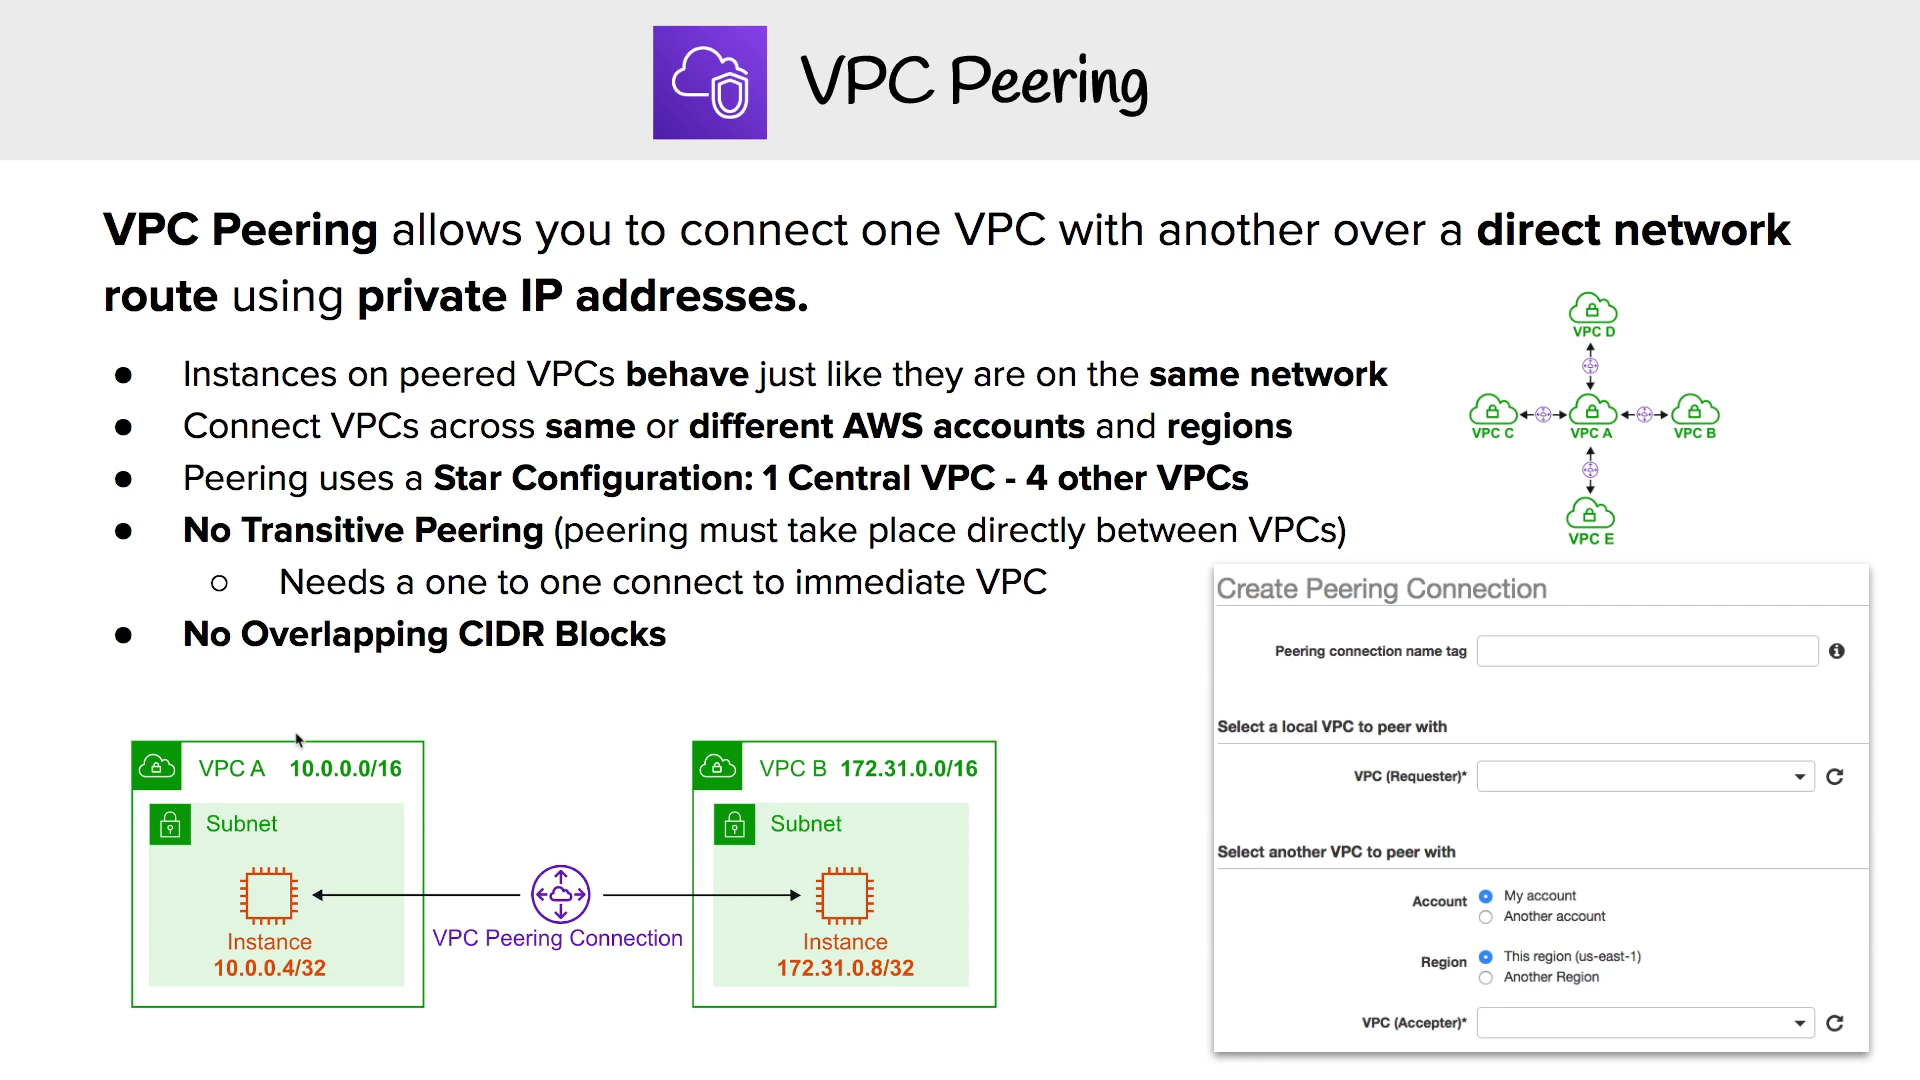 VPC Peering
VPC Peering allows you to connect one VPC with another over a direct network
route using private IP addresses.
● Instances on peered VPCs behave just like they are on the same network
● Connect VPCs across same or different AWS accounts and regions
● Peering uses a Star Configuration: 1 Central VPC - 4 other VPCs
● No Transitive Peering (peering must take place directly between VPCs)
○ Needs a one to one connect to immediate VPC
● No Overlapping CIDR Blocks
VPC D
VPC C
VPC A
VPC B
VPC E
VPC A 10.0.0.0/16
Subnet
Instance
10.0.0.4/32
VPC Peering Connection
VPC B 172.31.0.0/16
Subnet
Instance
172.31.0.8/32
Create Peering Connection
Peering connection name tag
Select a local VPC to peer with
VPC (Requester)*
Select another VPC to peer with
Account
My account
Another account
Region
This region (us-east-1)
Another Region
VPC (Accepter)*